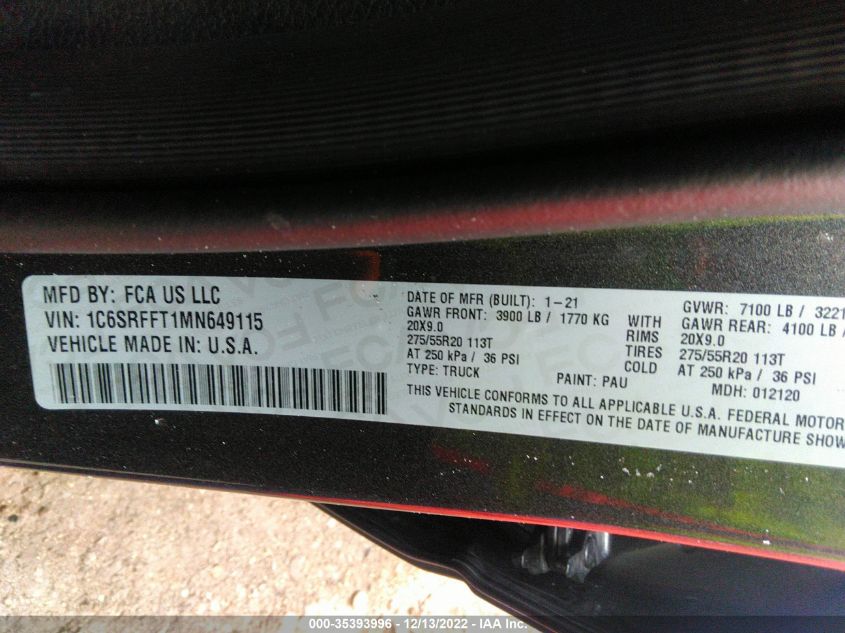 MFD BY: FCA US LLC
VIN: 1C6SRFFT1MN649115
VEHICLE MADE IN: U.S.A.
DATE OF MFR (BUILT): 1-21
GAWR FRONT: 3900 LB / 1770 KG
20X9.0
275/55R20 113T
AT 250 kPa / 36 PSI
TYPE: TRUCK
WITH
RIMS
TIRES
COLD
PAINT: PAU
GVWR: 7100 LB / 3221
GAWR REAR: 4100 LB /
20X9.0
275/55R20 113T
AT 250 kPa / 36 PSI
MDH: 012120
THIS VEHICLE CONFORMS TO ALL APPLICABLE U.S.A. FEDERAL MOTOR
STANDARDS IN EFFECT ON THE DATE OF MANUFACTURE SHOW
000-35393996 - 12/13/2022 - IAA Inc.